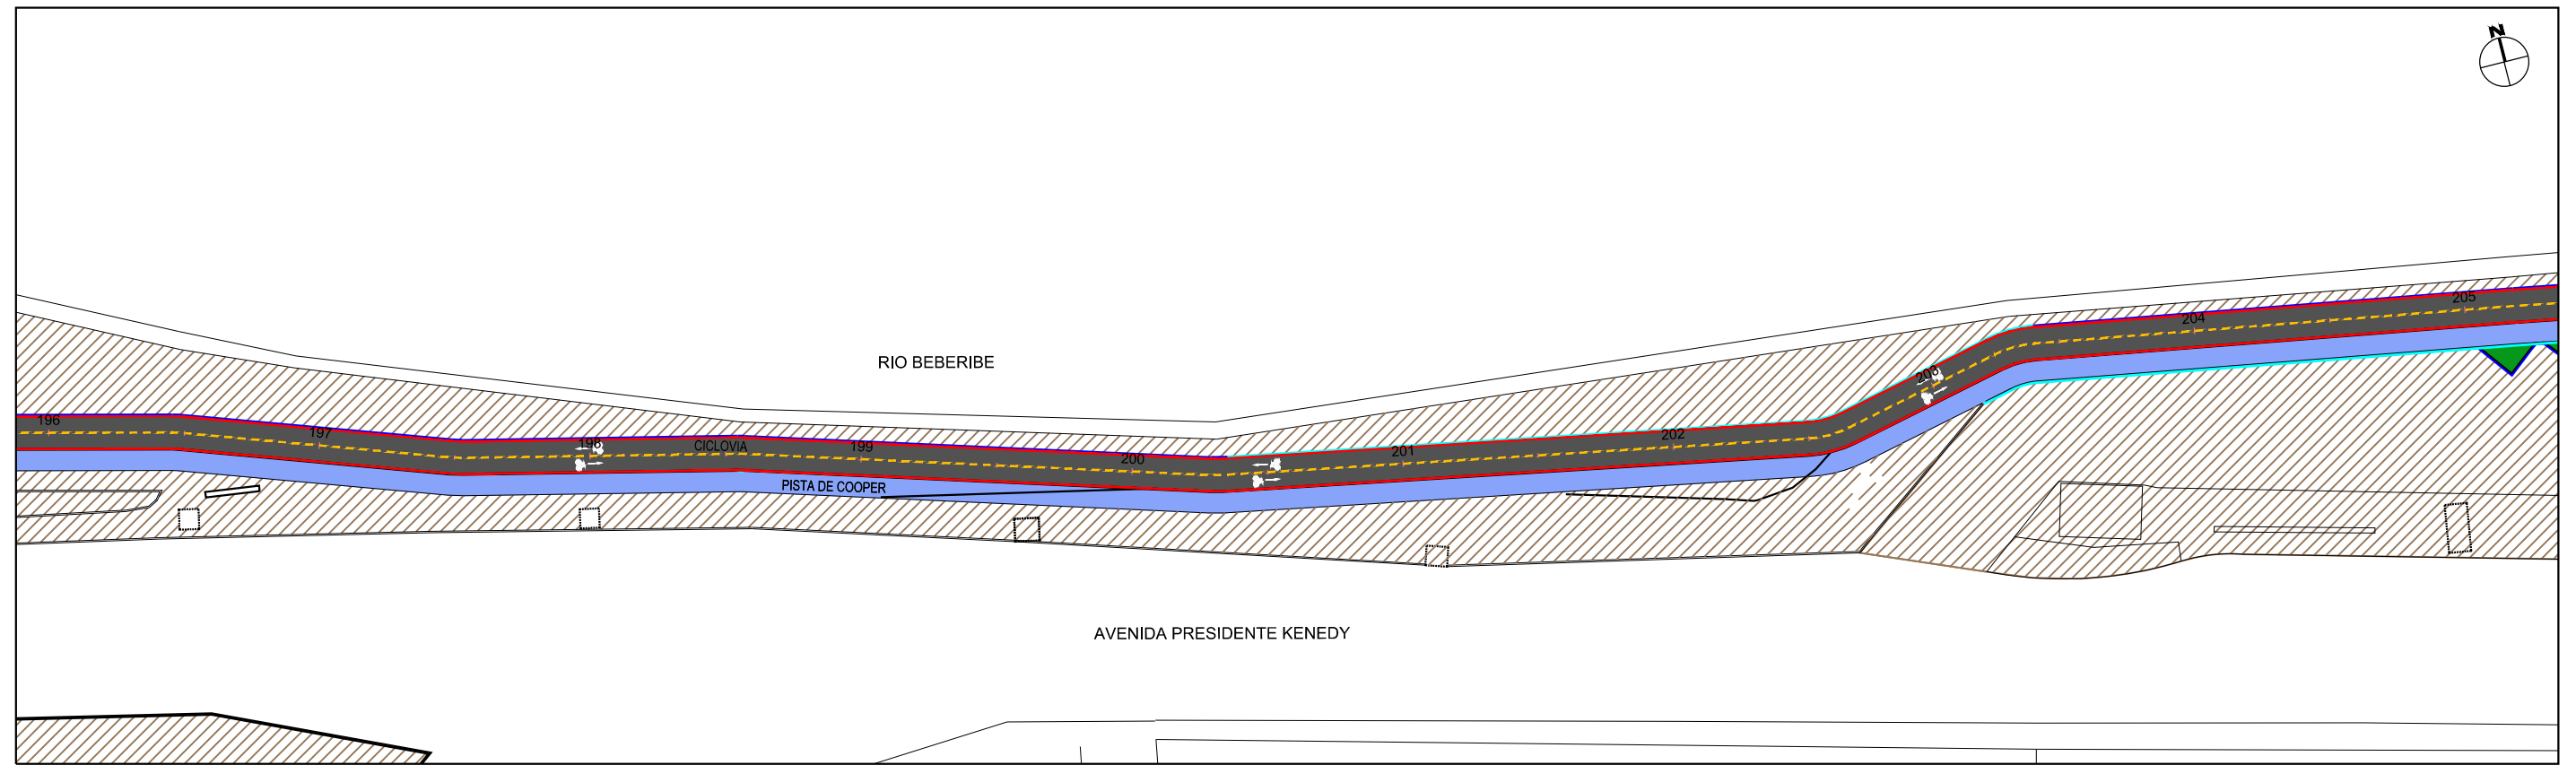 N
RIO BEBERIBE
196
197
198
CICLOVIA
199
200
201
202
203
204
205
PISTA DE COOPER
AVENIDA PRESIDENTE KENEDY